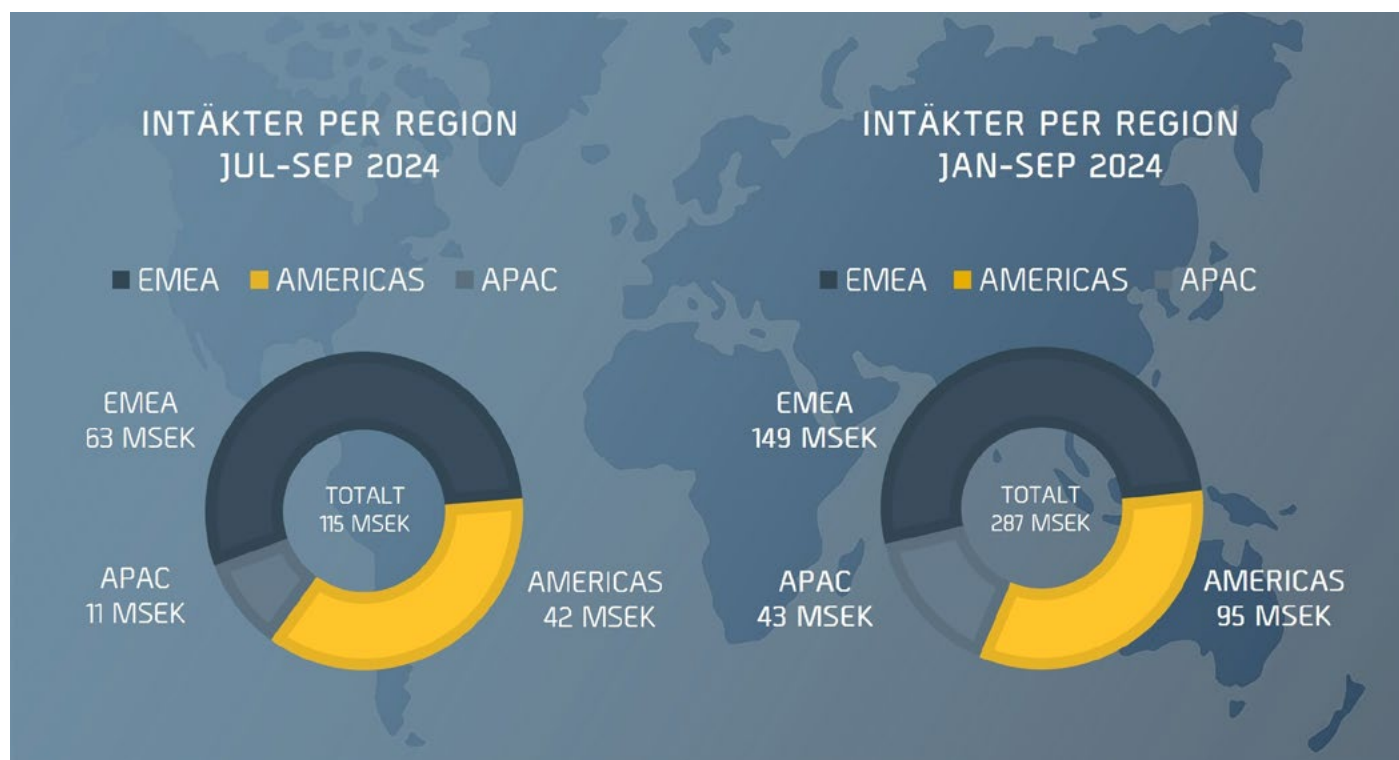 INTÄKTER PER REGION
JUL-SEP 2024
EMEA AMERICAS APAC
EMEA
63 MSEK
TOTALT
115 MSEK
APAC
11 MSEK
AMERICAS
42 MSEK
INTÄKTER PER REGION
JAN-SEP 2024
EMEA AMERICAS APAC
EMEA
149 MSEK
TOTALT
287 MSEK
APAC
43 MSEK
AMERICAS
95 MSEK